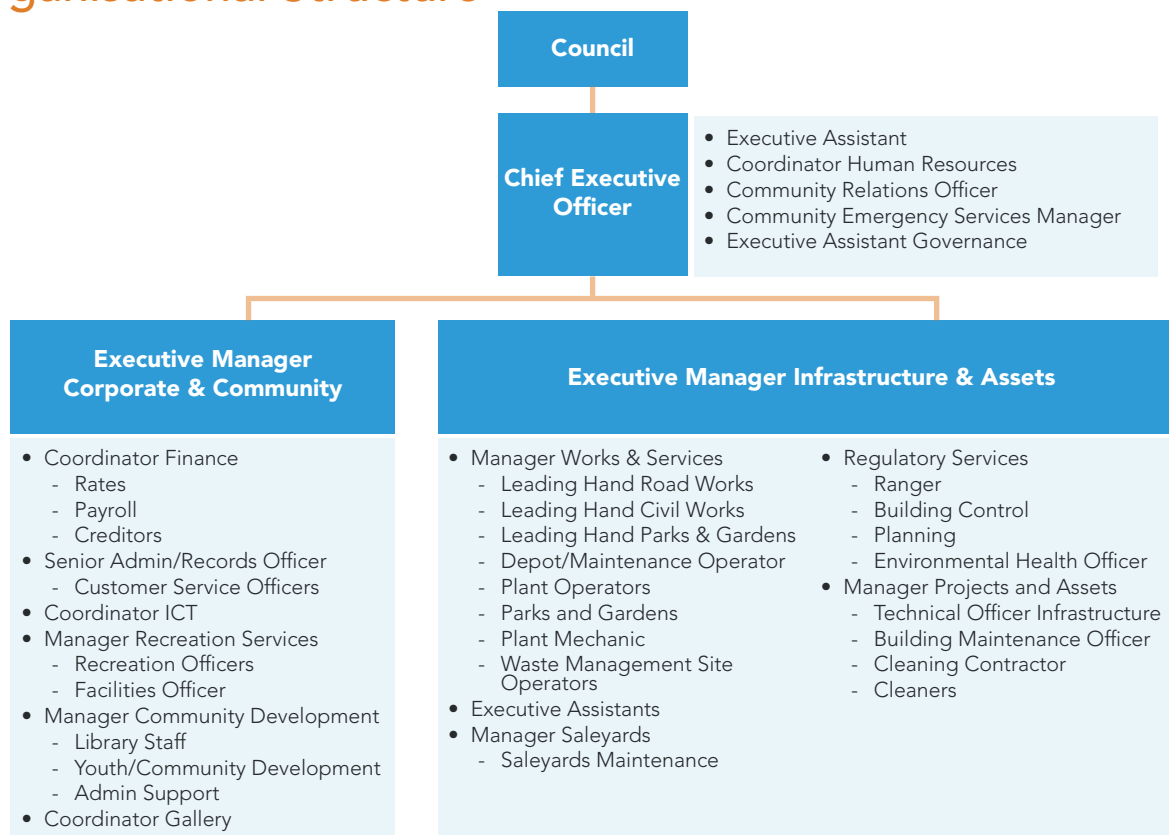 Council
Chief Executive
Officer
• Executive Assistant
• Coordinator Human Resources
• Community Relations Officer
• Community Emergency Services Manager
• Executive Assistant Governance
Executive Manager
Corporate & Community
• Coordinator Finance
- Rates
- Payroll
- Creditors
• Senior Admin/Records Officer
- Customer Service Officers
• Coordinator ICT
• Manager Recreation Services
- Recreation Officers
- Facilities Officer
• Manager Community Development
- Library Staff
- Youth/Community Development
- Admin Support
• Coordinator Gallery
Executive Manager Infrastructure & Assets
• Manager Works & Services
- Leading Hand Road Works
- Leading Hand Civil Works
- Leading Hand Parks & Gardens
- Depot/Maintenance Operator
- Plant Operators
- Parks and Gardens
- Plant Mechanic
- Waste Management Site
Operators
• Executive Assistants
• Manager Saleyards
- Saleyards Maintenance
• Regulatory Services
- Ranger
- Building Control
- Planning
- Environmental Health Officer
• Manager Projects and Assets
- Technical Officer Infrastructure
- Building Maintenance Officer
- Cleaning Contractor
- Cleaners